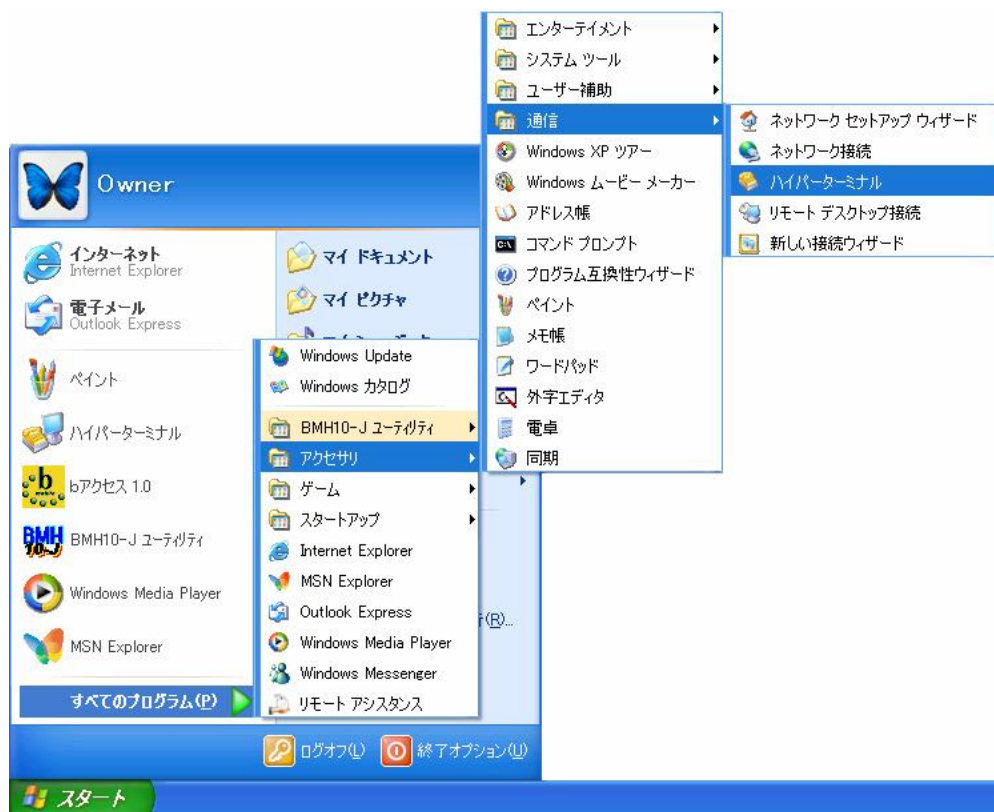 Owner
インターネット
Internet Explorer
電子メール
Outlook Express
ペイント
ハイパーターミナル
bアクセス 1.0
BMH10-J ユーティリティ
Windows Media Player
MSN Explorer
すべてのプログラム(P)
マイ ドキュメント
マイ ピクチャ
(R)...
ログオフ(L)
終了オプション(U)
スタート
Windows Update
Windows カタログ
BMH10-J ユーティリティ
アクセサリ
ゲーム
スタートアップ
Internet Explorer
MSN Explorer
Outlook Express
Windows Media Player
Windows Messenger
リモート アシスタンス
エンターテイメント
システム ツール
ユーザー補助
通信
Windows XP ツアー
Windows ムービー メーカー
アドレス帳
コマンド プロンプト
プログラム互換性ウィザード
ペイント
メモ帳
ワードパッド
外字エディタ
電卓
同期
ネットワーク セットアップ ウィザード
ネットワーク接続
ハイパーターミナル
リモート デスクトップ接続
新しい接続ウィザード